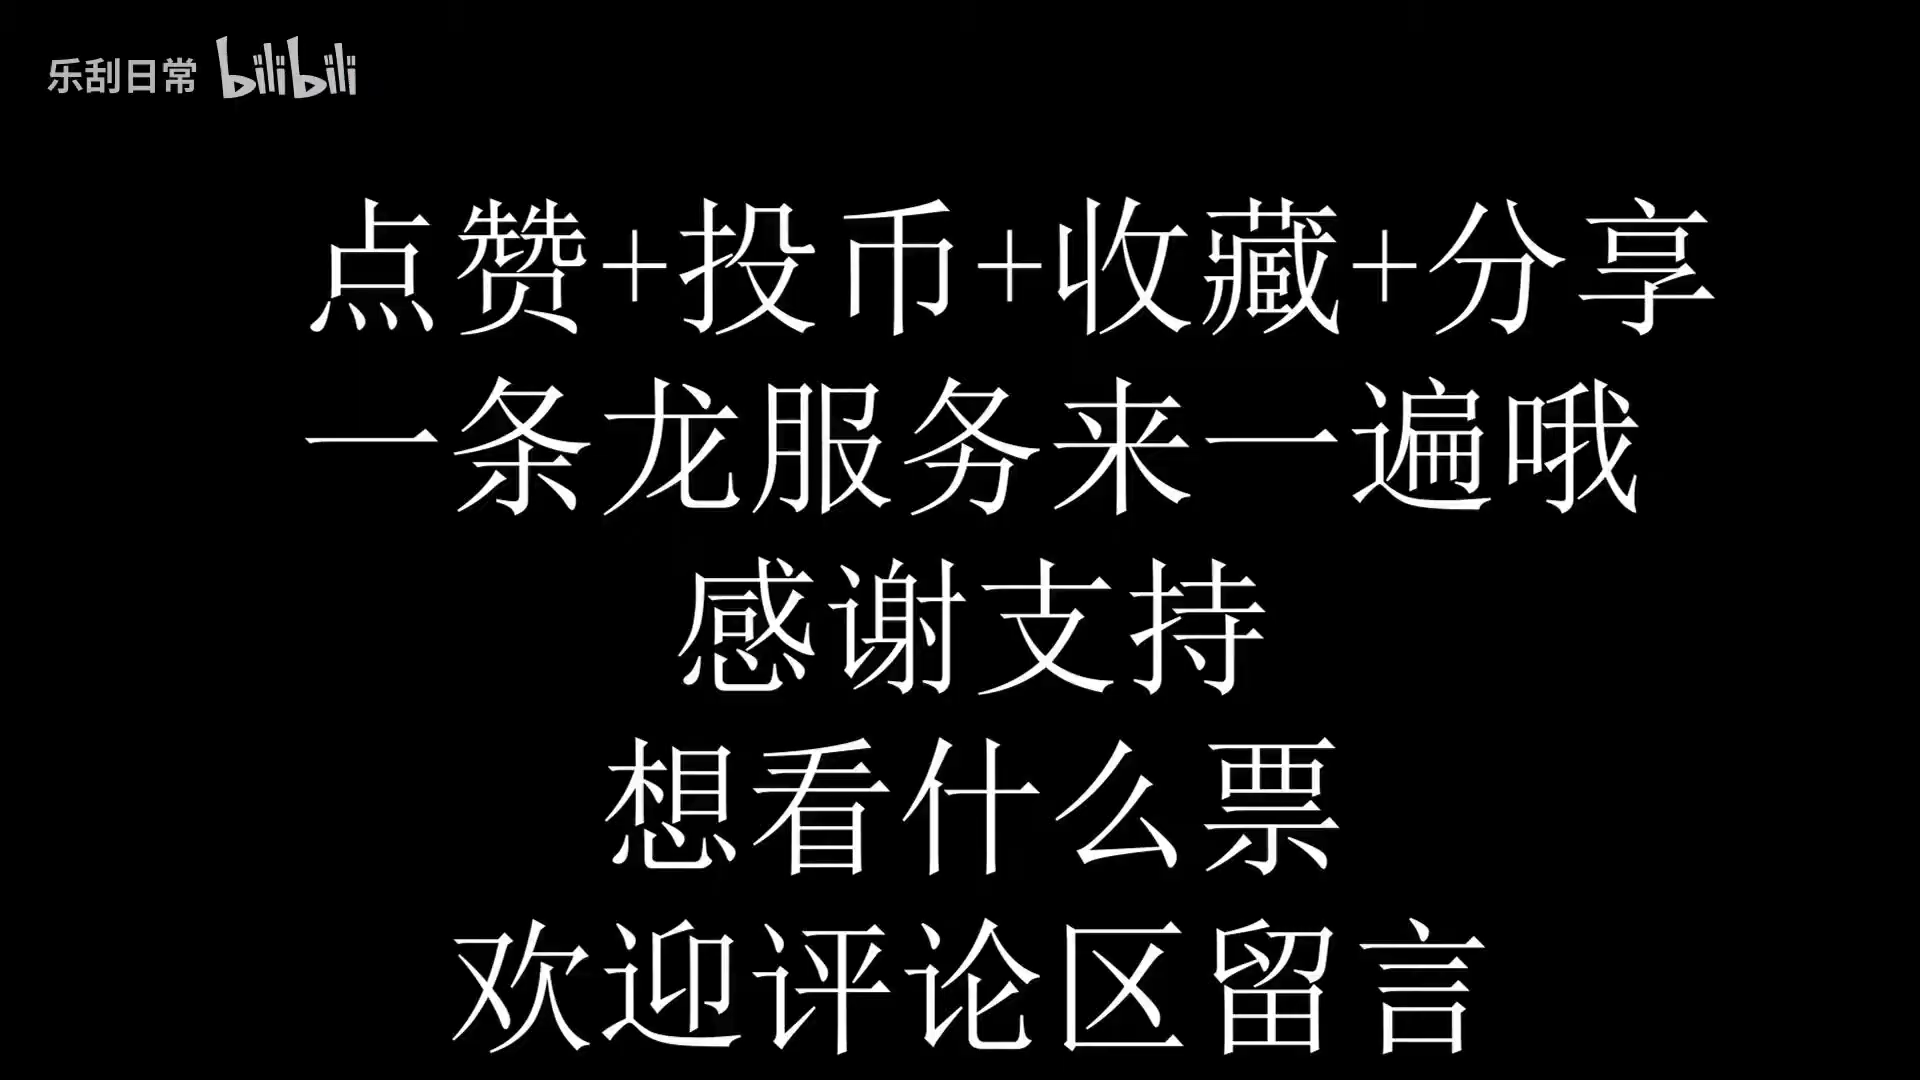 乐刮日常 bilibili
点赞+投币+收藏+分享
一条龙服务来一遍哦
感谢支持
想看什么票
欢迎评论区留言